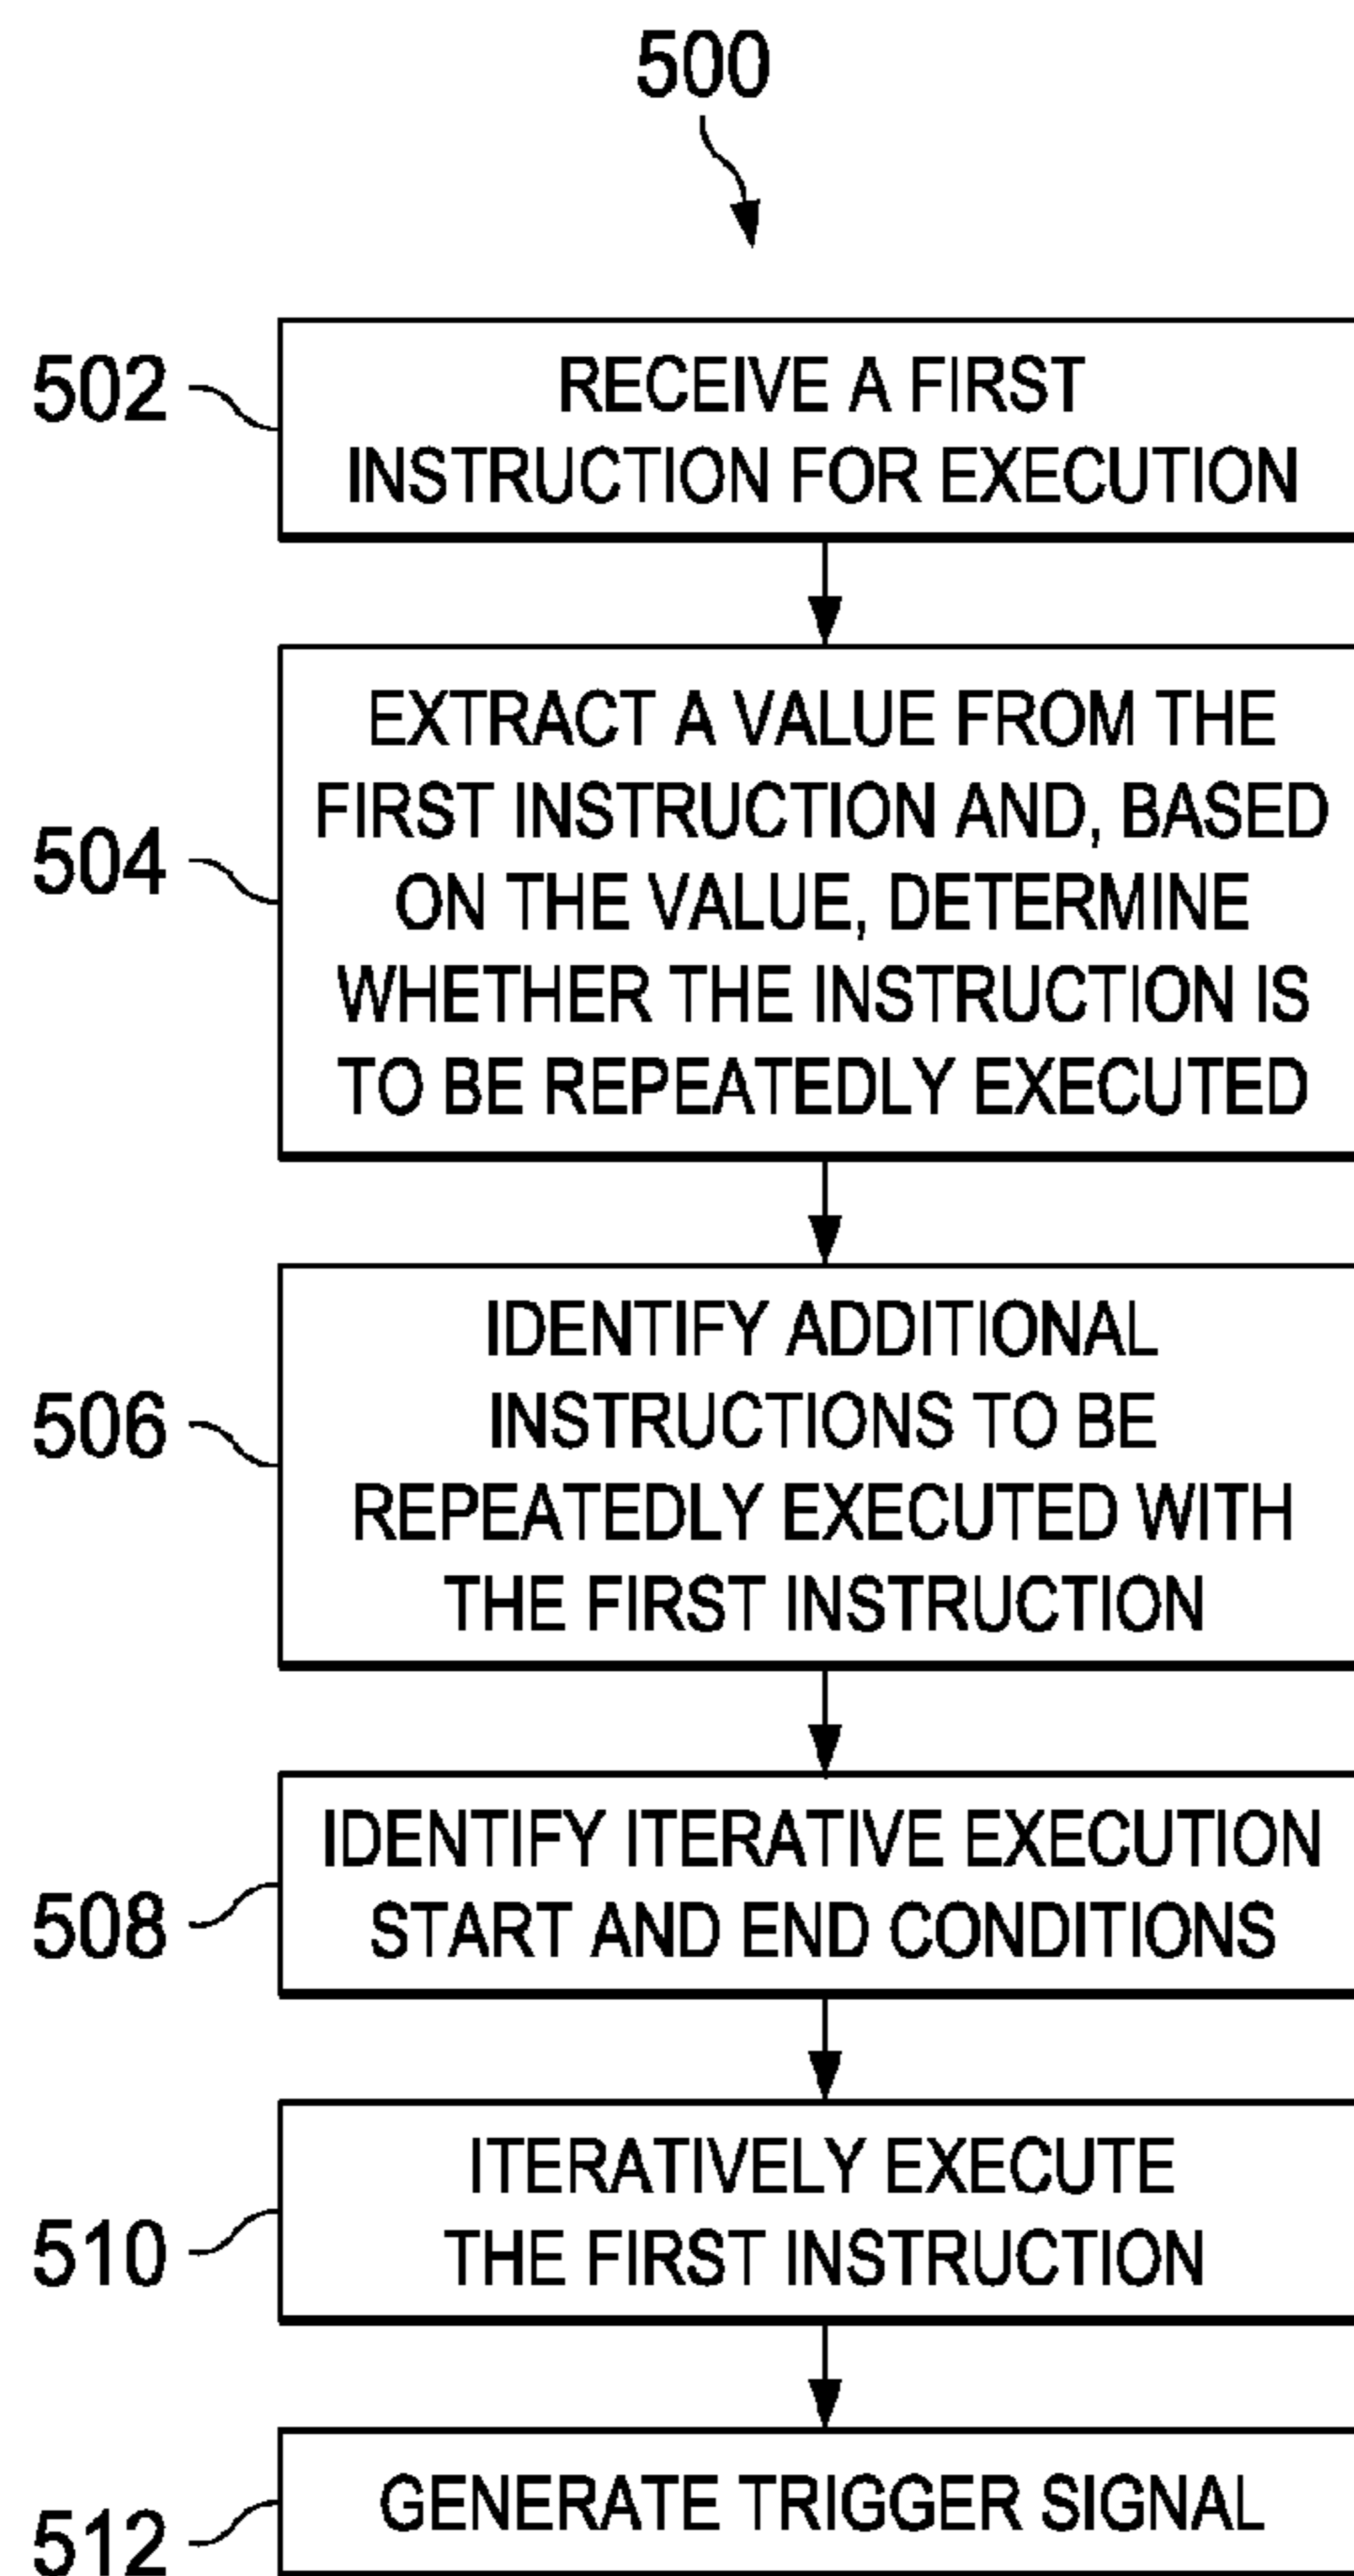 500
502
RECEIVE A FIRST
INSTRUCTION FOR EXECUTION
504
EXTRACT A VALUE FROM THE
FIRST INSTRUCTION AND, BASED
ON THE VALUE, DETERMINE
WHETHER THE INSTRUCTION IS
TO BE REPEATEDLY EXECUTED
506
IDENTIFY ADDITIONAL
INSTRUCTIONS TO BE
REPEATEDLY EXECUTED WITH
THE FIRST INSTRUCTION
508
IDENTIFY ITERATIVE EXECUTION
START AND END CONDITIONS
510
ITERATIVELY EXECUTE
THE FIRST INSTRUCTION
512
GENERATE TRIGGER SIGNAL